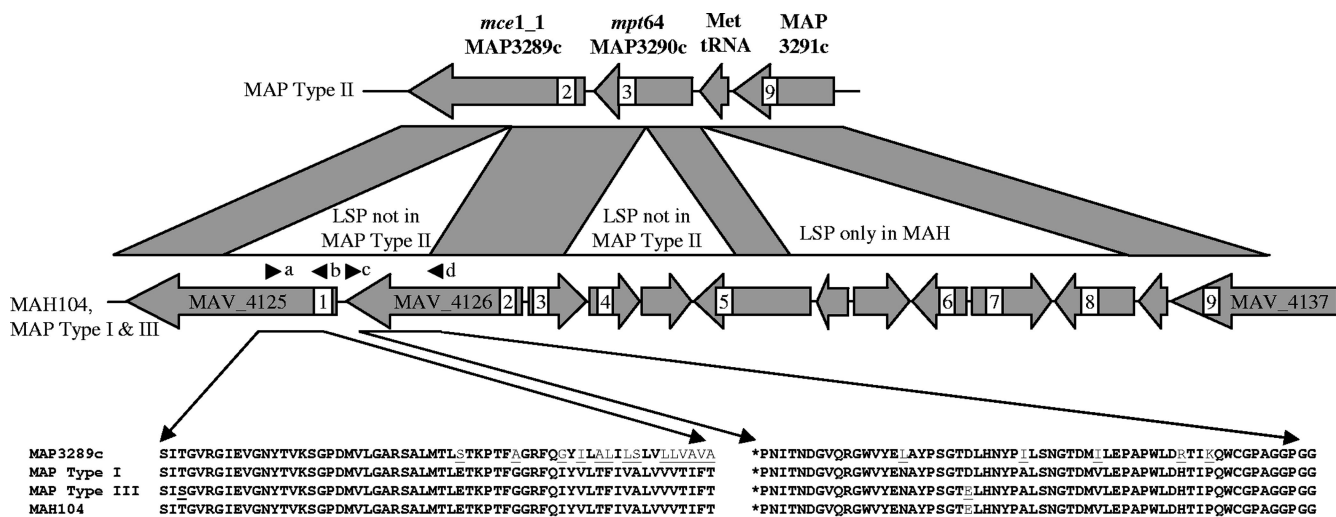 mce1_1 mpt64 Met MAP
MAP3289c MAP3290c tRNA 3291c
MAP Type II 2 3 9
LSP not in MAP Type II
LSP not in MAP Type II
LSP only in MAH
a b c d
MAH104, MAP Type I & III
MAV_4125 1 MAV_4126 2 3 4 5 6 7 8 9 MAV_4137
MAP3289c SITGVRGIEVGNYTVKSGPDMVLGARSALMTLSTKPTFAGRFQGYILALILSLVLLVAVA *PNITNDGVQRGWVYELAYPSGTDLHNYPILSNGTDMILEPAPWLDRTIKQWCGPAGGPGG
MAP Type I SITGVRGIEVGNYTVKSGPDMVLGARSALMTLETKPTFGGRFQIYVLTFIVALVVVTIFT *PNITNDGVQRGWVYENAYPSGTDLHNYPALSNGTDMVLEPAPWLDHTIPQWCGPAGGPGG
MAP Type III SISGVRGIEVGNYTVKSGPDMVLGARSALMTLETKPTFGGRFQIYVLTFIVALVVVTIFT *PNITNDGVQRGWVYENAYPSGTELHNYPALSNGTDMVLEPAPWLDHTIPQWCGPAGGPGG
MAH104 SITGVRGIEVGNYTVKSGPDMVLGARSALMTLETKPTFGGRFQIYVLTFIVALVVVTIFT *PNITNDGVQRGWVYENAYPSGTELHNYPALSNGTDMVLEPAPWLDHTIPQWCGPAGGPGG